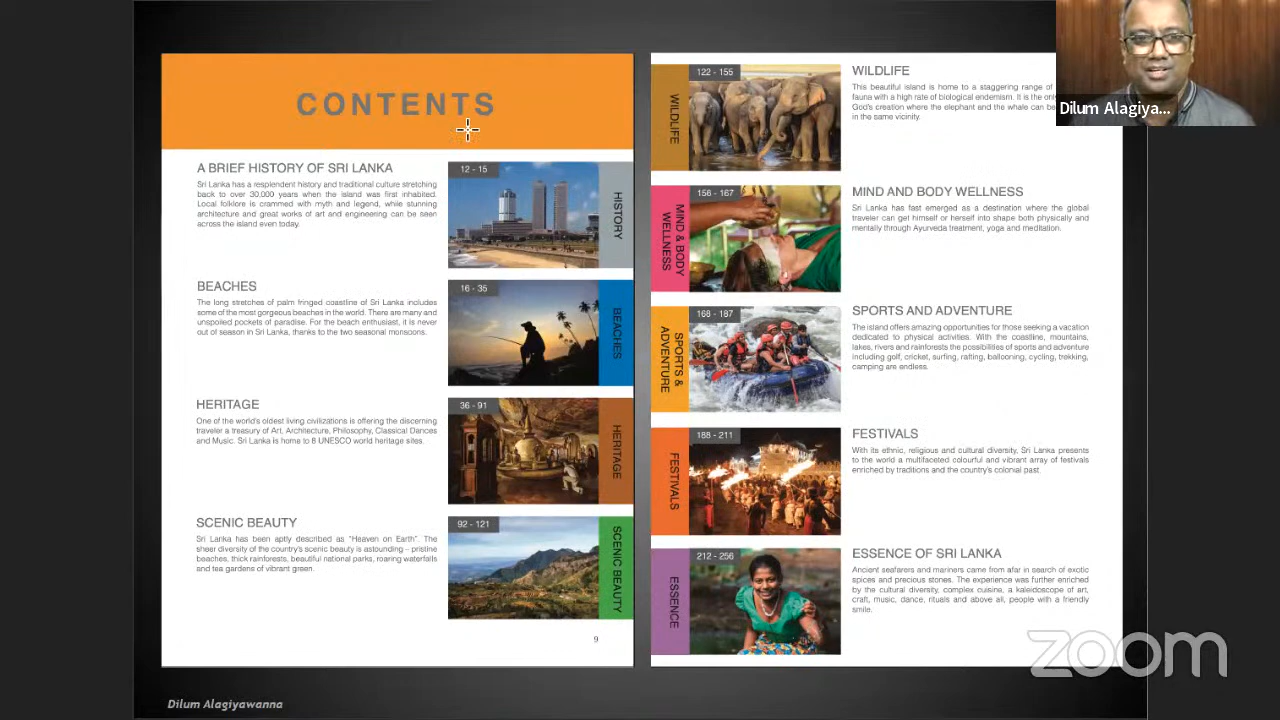 CONTENTS
A BRIEF HISTORY OF SRI LANKA
Sri Lanka has a resplendent history and traditional culture stretching
back to over 30,000 years when the island was first inhabited.
Local folklore is crammed with myth and legend, while stunning
architecture and great works of art and engineering can be seen
across the island even today.
12 - 15
HISTORY
BEACHES
The long stretches of palm fringed coastline of Sri Lanka includes
some of the most gorgeous beaches in the world. There are many and
unspoiled pockets of paradise. For the beach enthusiast, it is never
out of season in Sri Lanka, thanks to the two seasonal monsoons.
16 - 35
BEACHES
HERITAGE
One of the world's oldest living civilizations is offering the discerning
traveler a treasury of Art, Architecture, Philosophy, Classical Dances
and Music. Sri Lanka is home to 8 UNESCO world heritage sites.
36 - 91
HERITAGE
SCENIC BEAUTY
Sri Lanka has been aptly described as "Heaven on Earth". The
sheer diversity of the country's scenic beauty is astounding – pristine
beaches, thick rainforests, beautiful national parks, roaring waterfalls
and tea gardens of vibrant green.
92 - 121
SCENIC BEAUTY
9
WILDLIFE
122 - 155
WILDLIFE
This beautiful island is home to a staggering range of
fauna with a high rate of biological endemism. It is the
God's creation where the elephant and the whale can be
in the same vicinity.
MIND & BODY
WELLNESS
156 - 167
MIND AND BODY WELLNESS
Sri Lanka has fast emerged as a destination where the global
traveler can get himself or herself into shape both physically and
mentally through Ayurveda treatment, yoga and meditation.
SPORTS &
ADVENTURE
168 - 187
SPORTS AND ADVENTURE
The island offers amazing opportunities for those seeking a vacation
dedicated to physical activities. With the coastline, mountains,
lakes, rivers and rainforests the possibilities of sports and adventure
including golf, cricket, surfing, rafting, ballooning, cycling, trekking,
camping are endless.
FESTIVALS
188 - 211
FESTIVALS
With its ethnic, religious and cultural diversity, Sri Lanka presents
to the world a multifaceted colourful and vibrant array of festivals
enriched by traditions and the country's colonial past.
ESSENCE
212 - 256
ESSENCE OF SRI LANKA
Ancient seafarers and mariners came from afar in search of exotic
spices and precious stones. The experience was further enriched
by the cultural diversity, complex cuisine, a kaleidoscope of art,
craft, music, dance, rituals and above all, people with a friendly
smile.
Dilum Alagiya...
zoom
Dilum Alagiyawanna